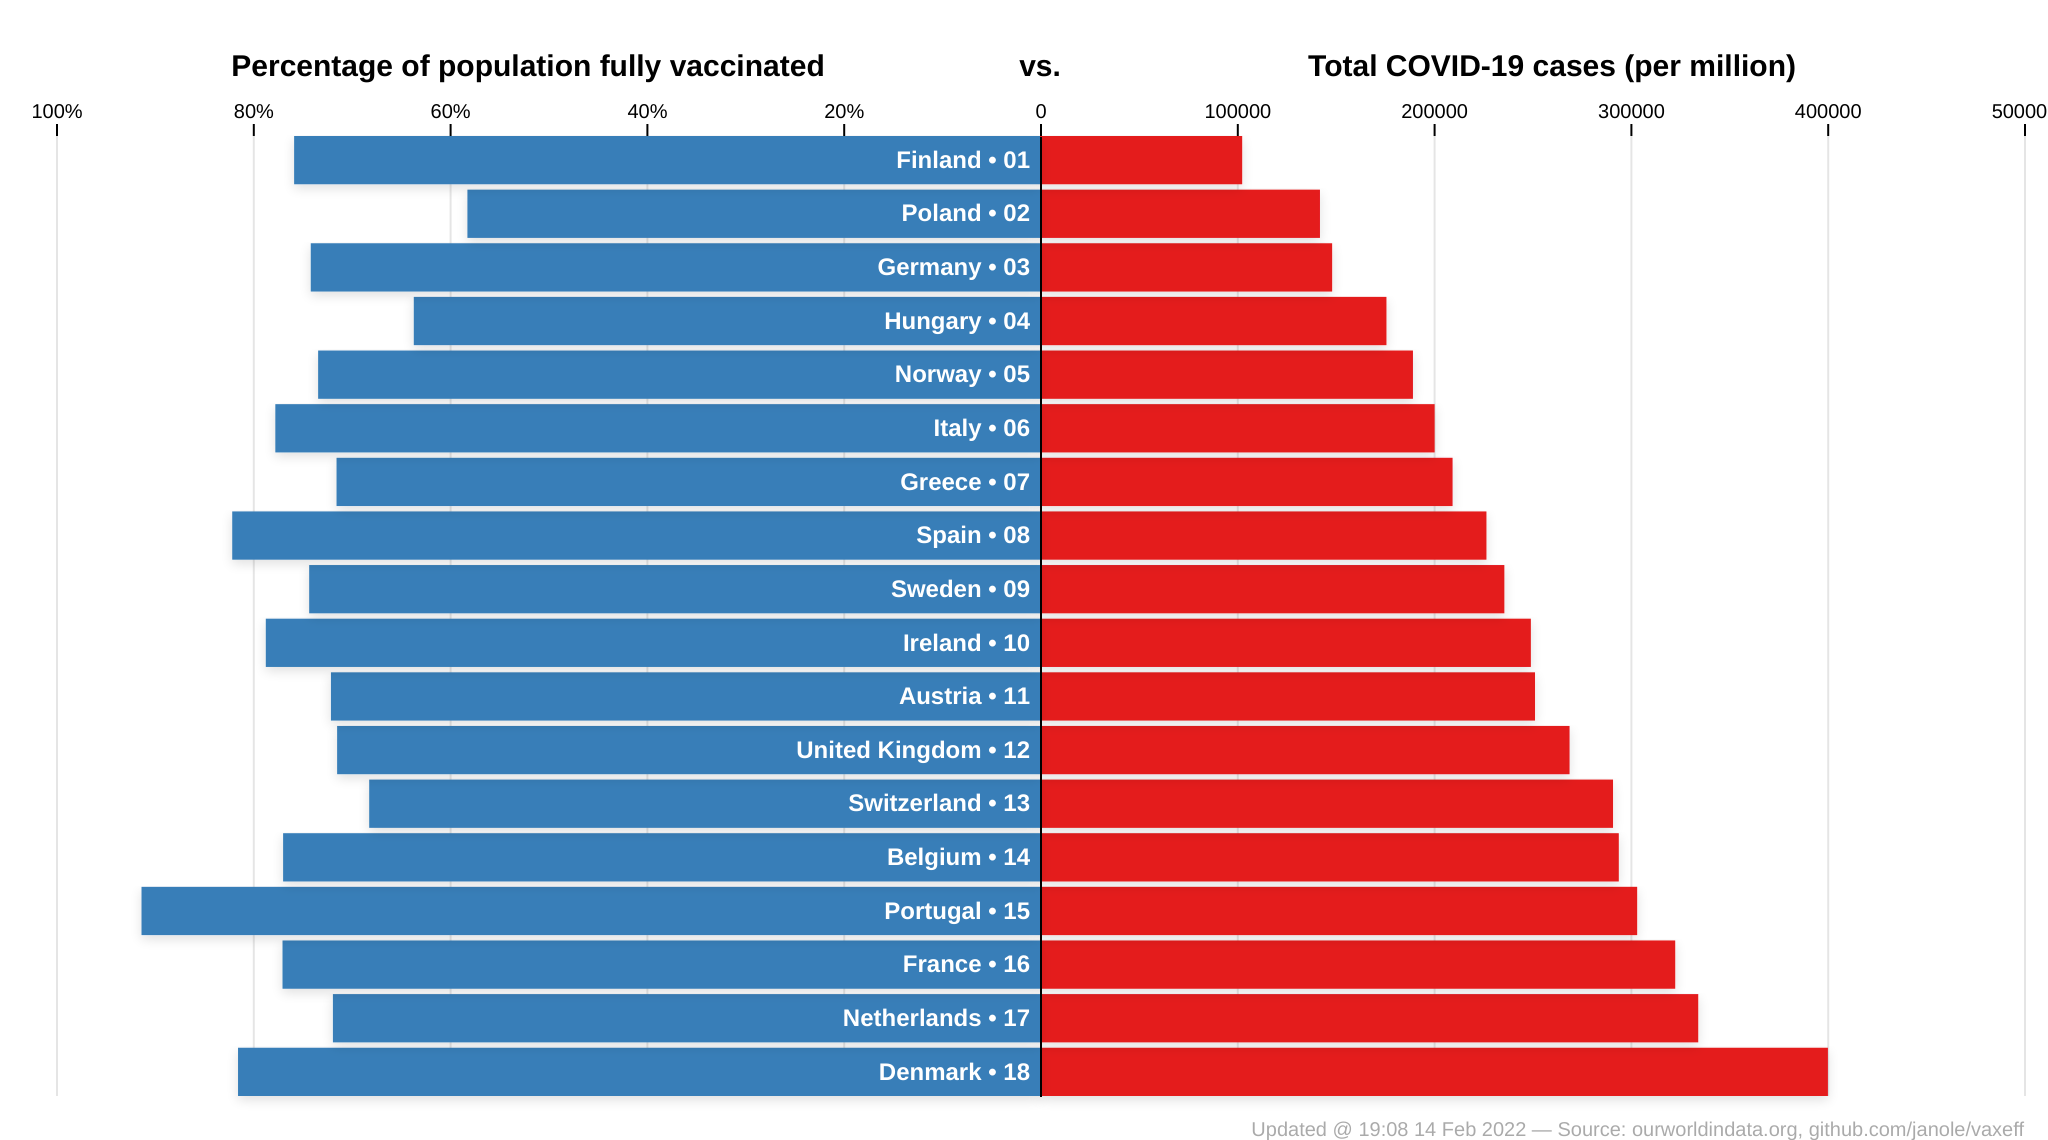 Percentage of population fully vaccinated vs. Total COVID-19 cases (per million)
100% 80% 60% 40% 20% 0 100000 200000 300000 400000 50000
Finland • 01
Poland • 02
Germany • 03
Hungary • 04
Norway • 05
Italy • 06
Greece • 07
Spain • 08
Sweden • 09
Ireland • 10
Austria • 11
United Kingdom • 12
Switzerland • 13
Belgium • 14
Portugal • 15
France • 16
Netherlands • 17
Denmark • 18
Updated @ 19:08 14 Feb 2022 — Source: ourworldindata.org, github.com/janole/vaxeff